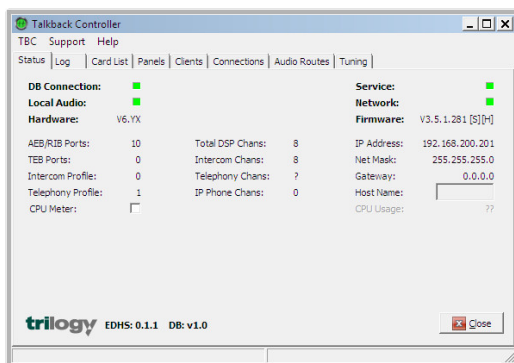 Talkback Controller
TBC Support Help
Status Log Card List Panels Clients Connections Audio Routes Tuning
DB Connection: Service:
Local Audio: Network:
Hardware: V6.YX Firmware: V3.5.1.281 [S][H]
AEB/RIB Ports: 10 Total DSP Chans: 8 IP Address: 192.168.200.201
TEB Ports: 0 Intercom Chans: 8 Net Mask: 255.255.255.0
Intercom Profile: 0 Telephony Chans: ? Gateway: 0.0.0.0
Telephony Profile: 1 IP Phone Chans: 0 Host Name:
CPU Meter: CPU Usage: ??
trilogy EDHS: 0.1.1 DB: v1.0 Close